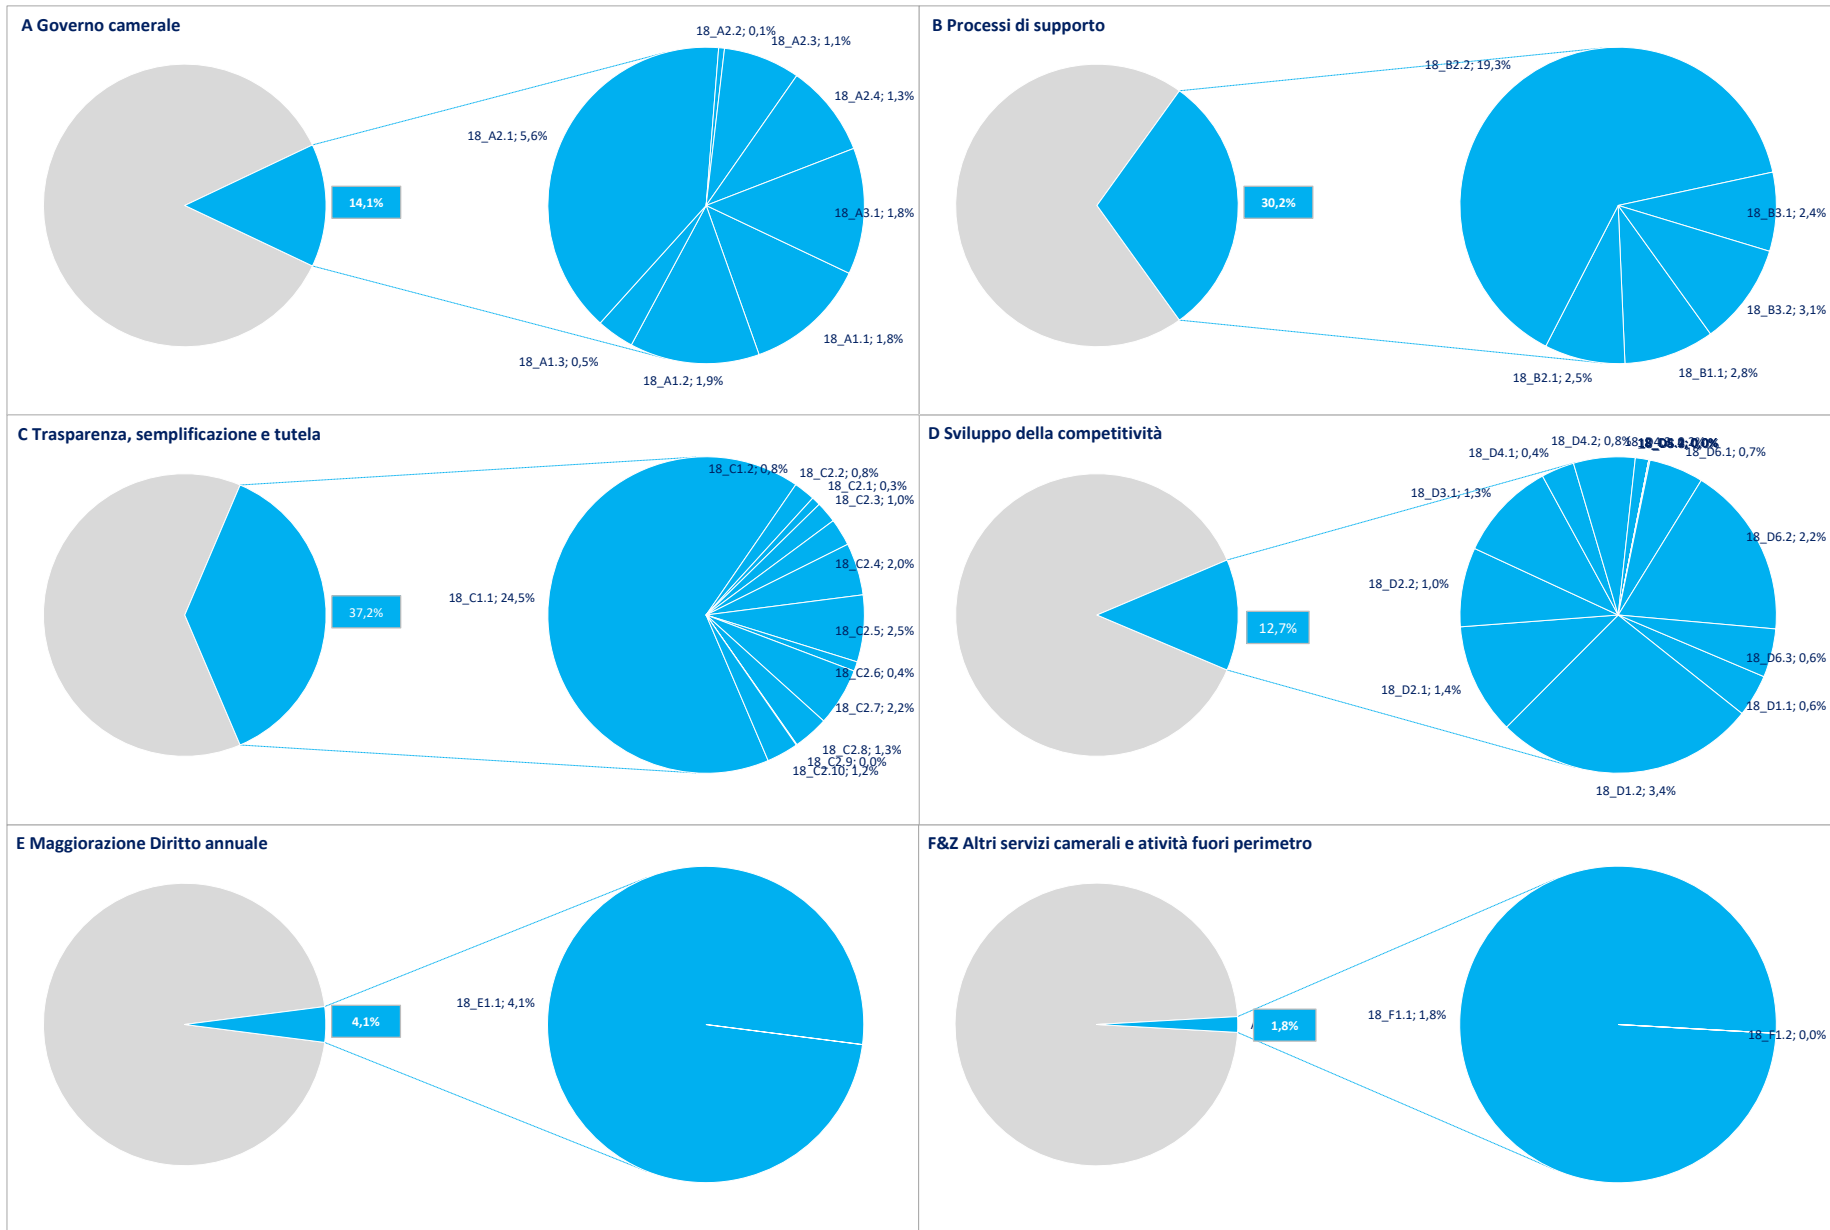 A Governo camerale
18_A2.2; 0,1%
18_A2.3; 1,1%
18_A2.4; 1,3%
18_A2.1; 5,6%
14,1%
18_A3.1; 1,8%
18_A1.1; 1,8%
18_A1.3; 0,5%
18_A1.2; 1,9%
B Processi di supporto
18_B2.2; 19,3%
30,2%
18_B3.1; 2,4%
18_B3.2; 3,1%
18_B1.1; 2,8%
18_B2.1; 2,5%
C Trasparenza, semplificazione e tutela
18_C1.2; 0,8%
18_C2.2; 0,8%
18_C2.1; 0,3%
18_C2.3; 1,0%
18_C2.4; 2,0%
18_C1.1; 24,5%
37,2%
18_C2.5; 2,5%
18_C2.6; 0,4%
18_C2.7; 2,2%
18_C2.8; 1,3%
18_C2.9; 0,0%
18_C2.10; 1,2%
D Sviluppo della competitività
18_D4.2; 0,8%
18_D6.1; 0,7%
18_D4.1; 0,4%
18_D3.1; 1,3%
18_D6.2; 2,2%
18_D2.2; 1,0%
12,7%
18_D6.3; 0,6%
18_D2.1; 1,4%
18_D1.1; 0,6%
18_D1.2; 3,4%
E Maggiorazione Diritto annuale
18_E1.1; 4,1%
4,1%
F&Z Altri servizi camerali e atività fuori perimetro
18_F1.1; 1,8%
1,8%
18_F1.2; 0,0%